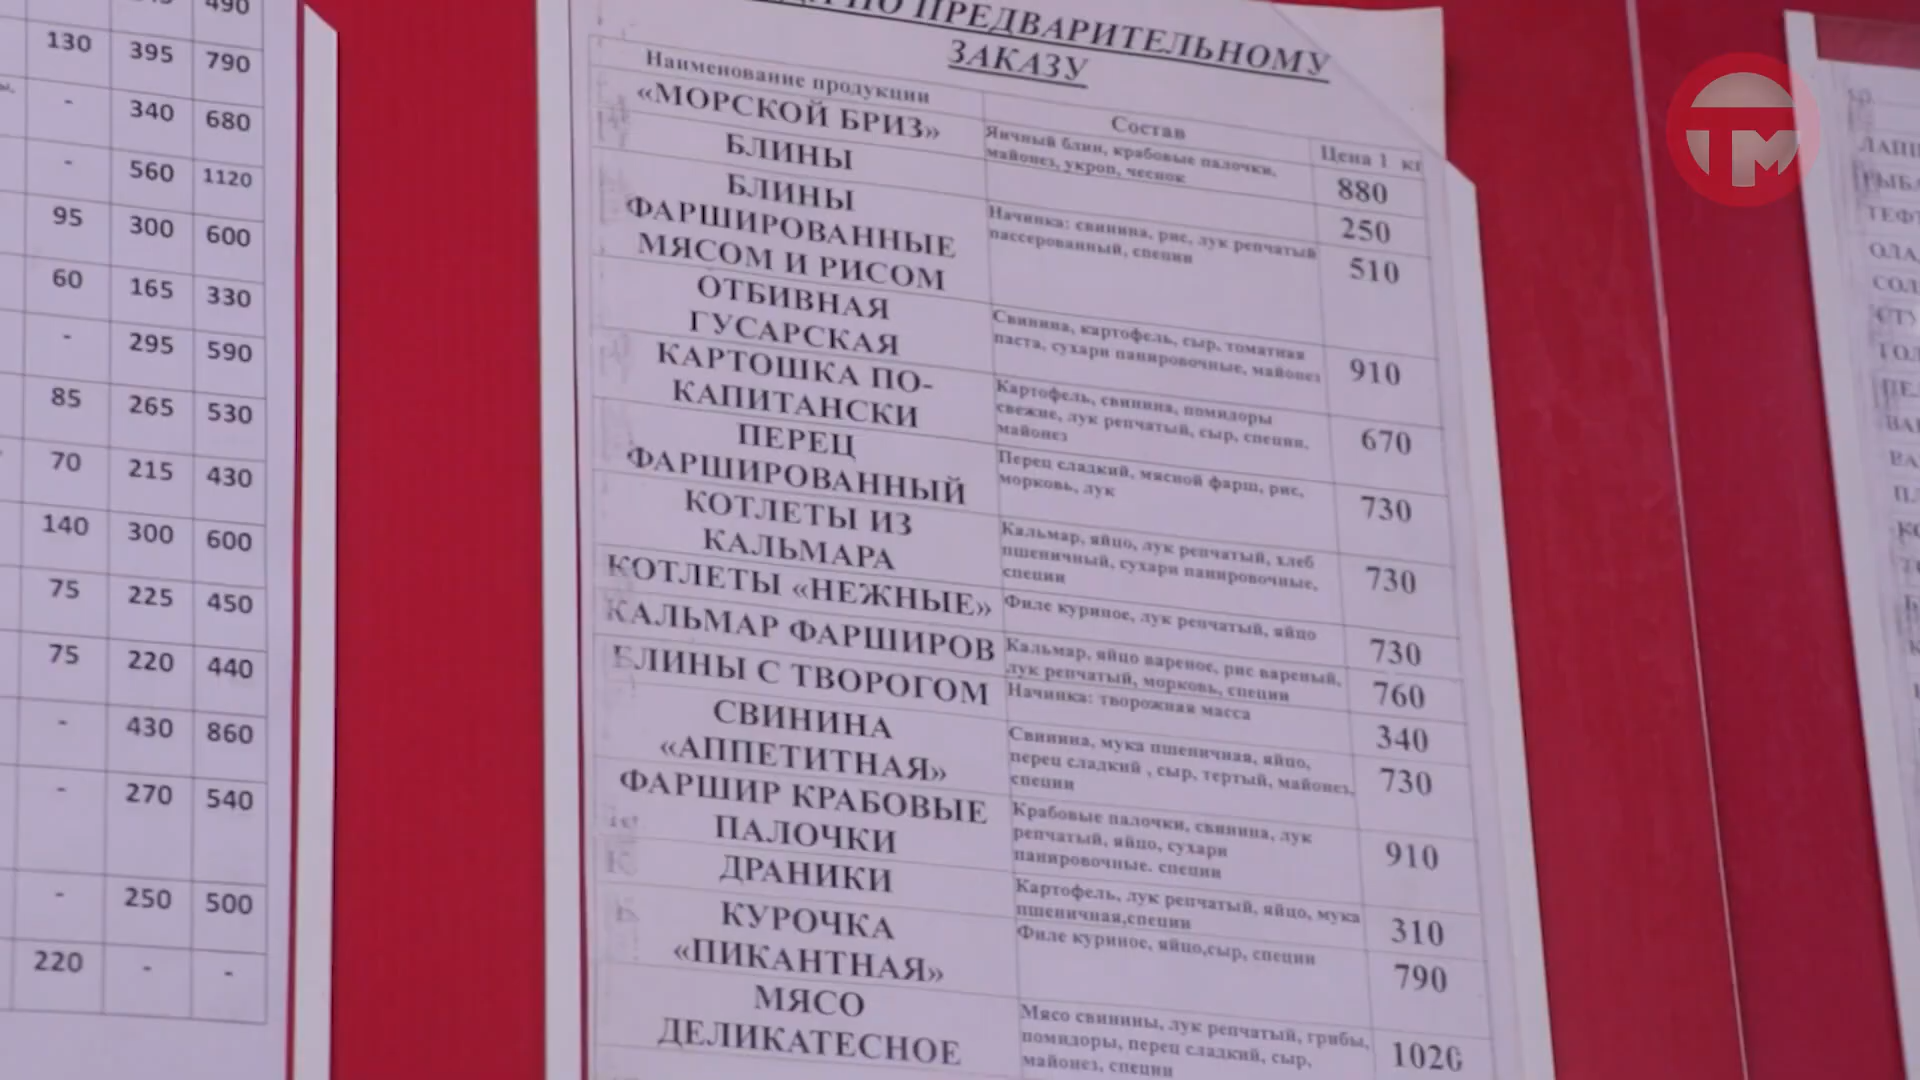 490
130 395 790
- 340 680
- 560 1120
95 300 600
60 165 330
- 295 590
85 265 530
70 215 430
140 300 600
75 225 450
75 220 440
- 430 860
- 270 540
- 250 500
220 - -
ПО ПРЕДВАРИТЕЛЬНОМУ
ЗАКАЗУ
Наименование продукции
Состав
Цена 1 кг
«МОРСКОЙ БРИЗ»
Яичный блин, крабовые палочки,
майонез, укроп, чеснок
880
БЛИНЫ
250
БЛИНЫ
ФАРШИРОВАННЫЕ
МЯСОМ И РИСОМ
Начинка: свинина, рис, лук репчатый
пассерованный, специи
510
ОТБИВНАЯ
ГУСАРСКАЯ
Свинина, картофель, сыр, томатная
паста, сухари панировочные, майонез
910
КАРТОШКА ПО-
КАПИТАНСКИ
Картофель, свинина, помидоры
свежие, лук репчатый, сыр, специи,
майонез
670
ПЕРЕЦ
ФАРШИРОВАННЫЙ
Перец сладкий, мясной фарш, рис,
морковь, лук
730
КОТЛЕТЫ ИЗ
КАЛЬМАРА
Кальмар, яйцо, лук репчатый, хлеб
пшеничный, сухари панировочные,
специи
730
КОТЛЕТЫ «НЕЖНЫЕ»
Филе куриное, лук репчатый, яйцо
730
КАЛЬМАР ФАРШИРОВ
Кальмар, яйцо вареное, рис вареный,
лук репчатый, морковь, специи
760
БЛИНЫ С ТВОРОГОМ
Начинка: творожная масса
340
СВИНИНА
«АППЕТИТНАЯ»
Свинина, мука пшеничная, яйцо,
перец сладкий , сыр, тертый, майонез,
специи
730
ФАРШИР КРАБОВЫЕ
ПАЛОЧКИ
Крабовые палочки, свинина, лук
репчатый, яйцо, сухари
панировочные. специи
910
ДРАНИКИ
Картофель, лук репчатый, яйцо, мука
пшеничная,специи
310
КУРОЧКА
«ПИКАНТНАЯ»
Филе куриное, яйцо,сыр, специи
790
МЯСО
ДЕЛИКАТЕСНОЕ
Мясо свинины, лук репчатый, грибы,
помидоры, перец сладкий, сыр,
майонез, специи
1020
ТМ